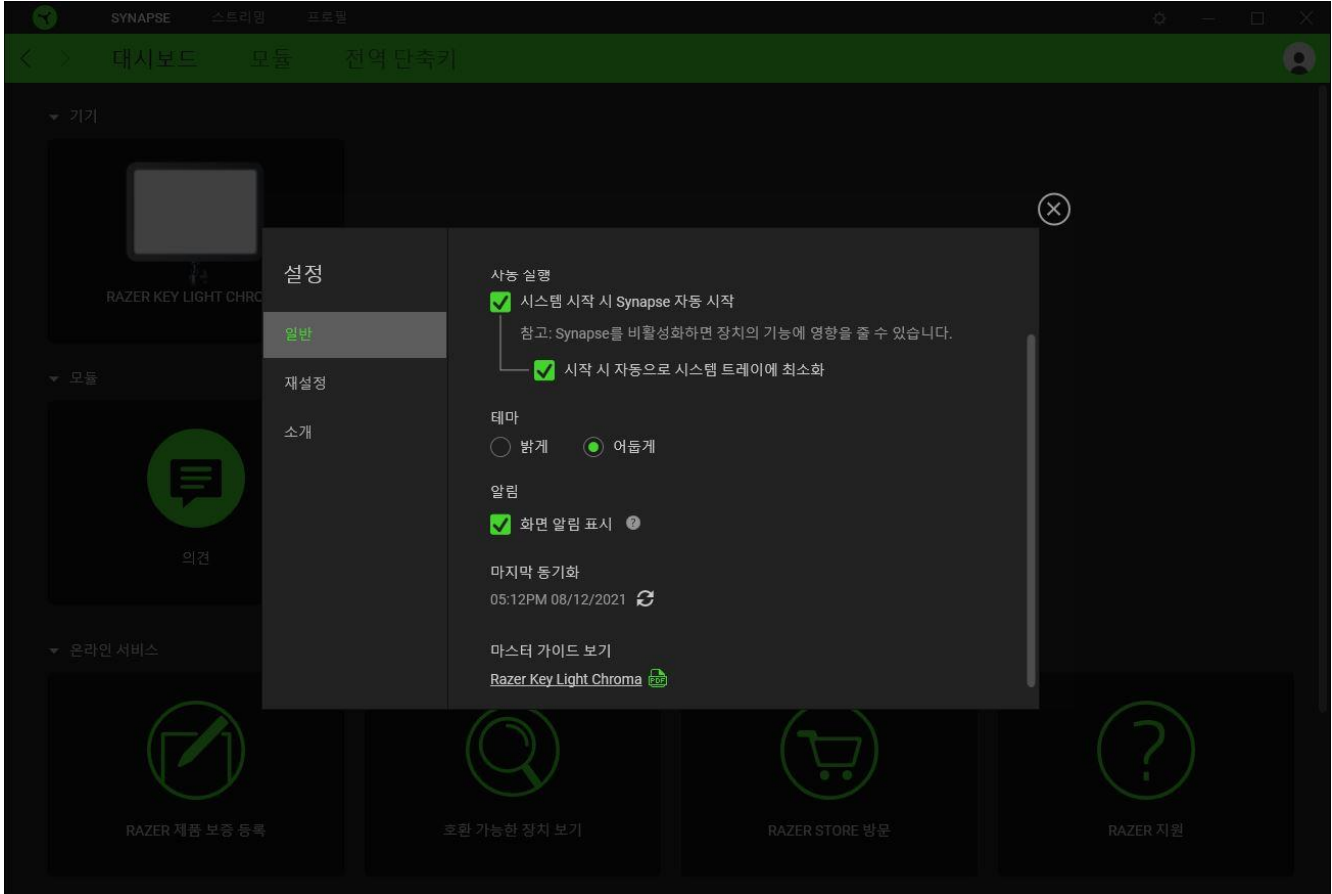 SYNAPSE 스트리밍 프로필
대시보드 모듈 전역 단축키
기기
RAZER KEY LIGHT CHRO
모듈
의견
온라인 서비스
RAZER 제품 보증 등록
호환 가능한 장치 보기
RAZER STORE 방문
RAZER 지원
설정
일반
재설정
소개
실행
시스템 시작 시 Synapse 자동 시작
참고: Synapse를 비활성화하면 장치의 기능에 영향을 줄 수 있습니다.
시작 시 자동으로 시스템 트레이에 최소화
테마
밝게 어둡게
알림
화면 알림 표시 ?
마지막 동기화
05:12PM 08/12/2021
마스터 가이드 보기
Razer Key Light Chroma PDF